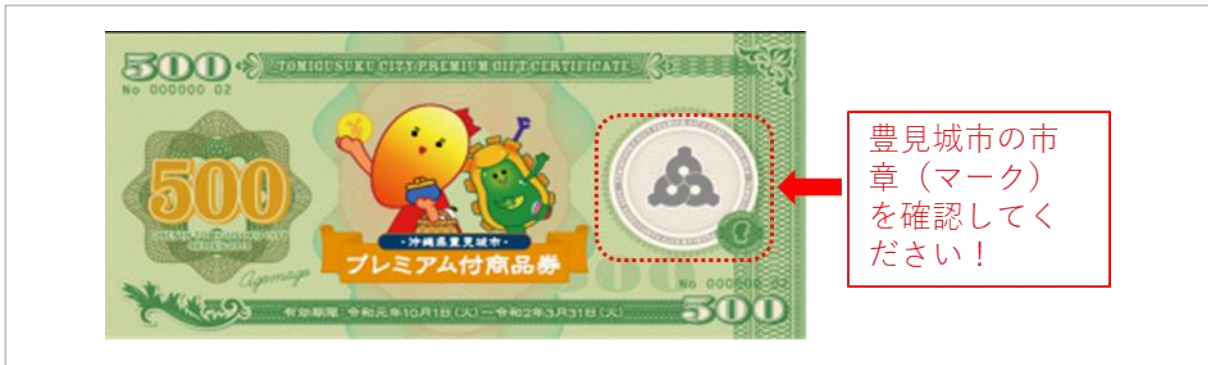 500
TOMIGUSUKU CITY PREMIUM GIFT CERTIFICATE
No 000000 02
500
・沖縄県豊見城市・
プレミアム付商品券
500
No 000000 02
有効期限:令和元年10月1日(火)―令和2年3月31日(火)
500
豊見城市の市
章(マーク)
を確認してく
ださい!